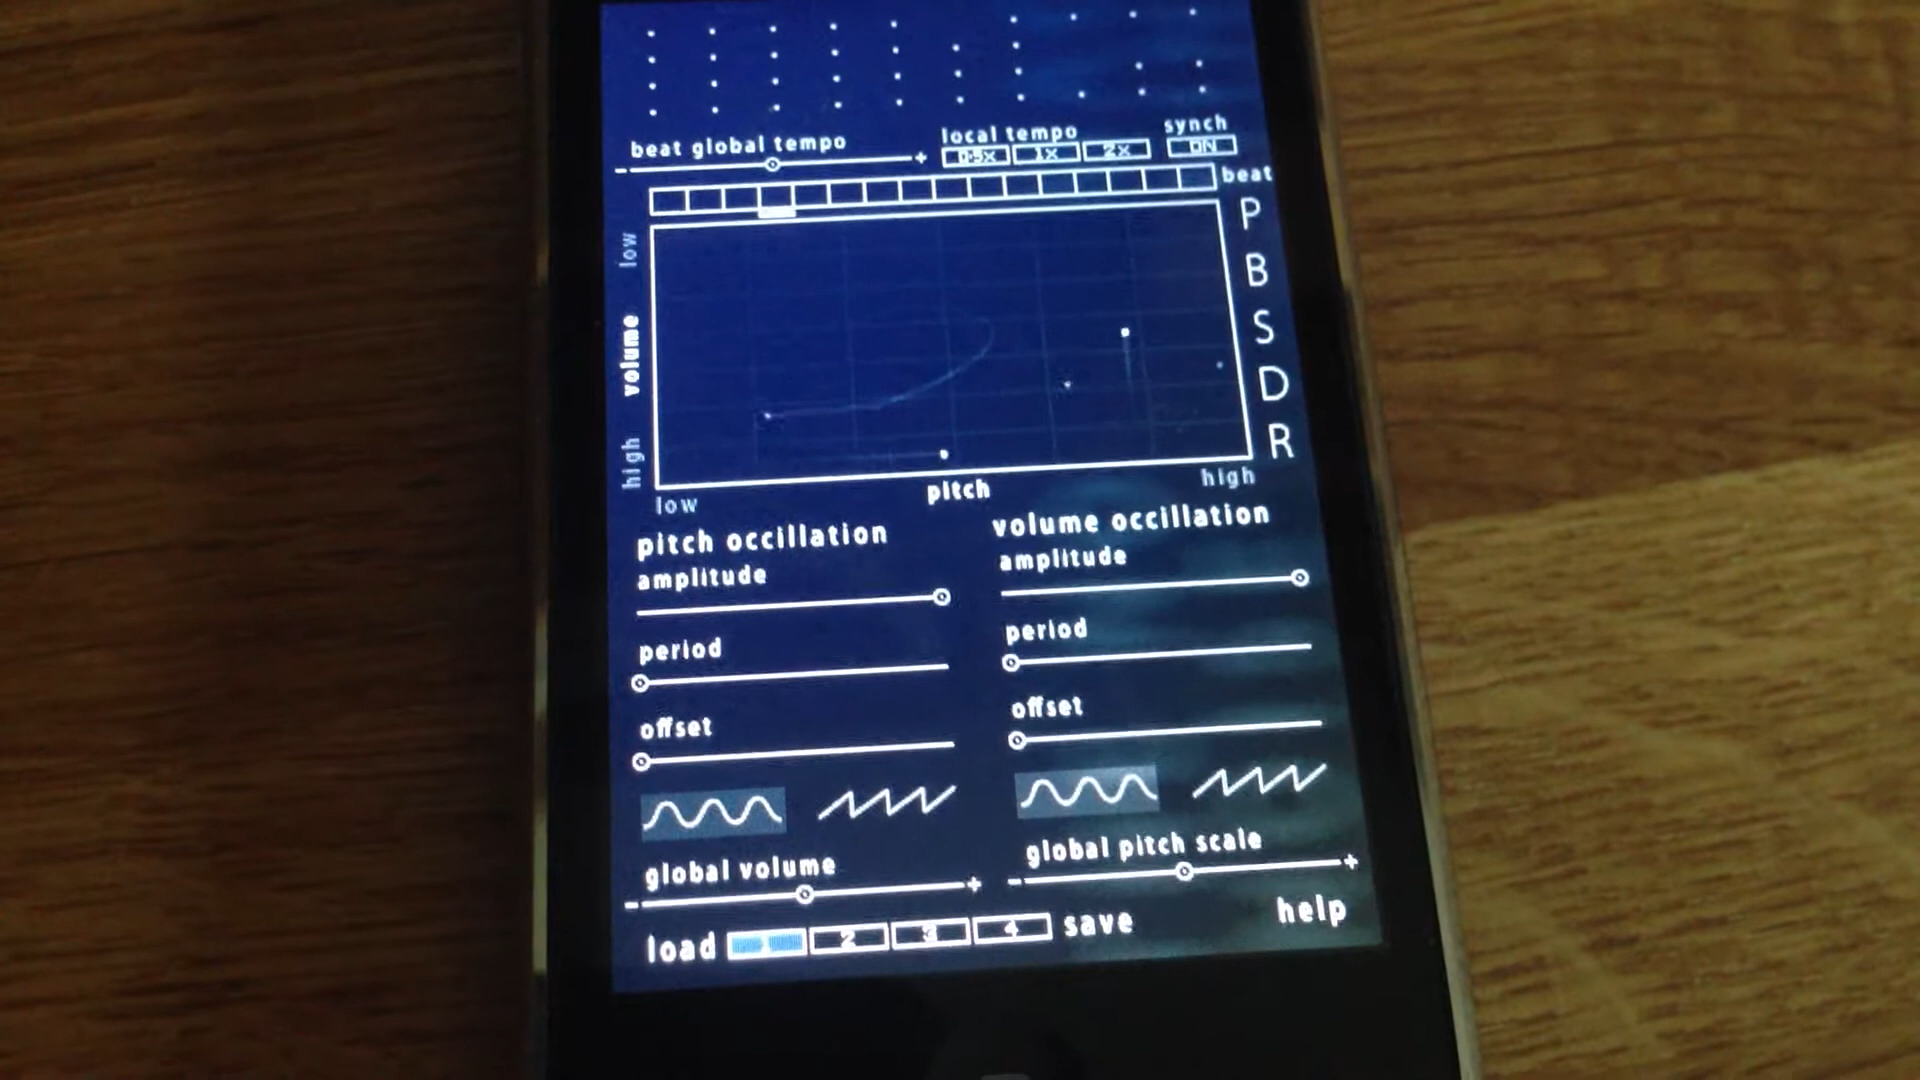 beat global tempo
local tempo
synch
- +
0.5x 1x 2x
ON
beat
P
B
S
D
R
low
volume
high
low
pitch
high
pitch occillation
volume occillation
amplitude
amplitude
period
period
offset
offset
global volume
global pitch scale
- +
- +
load 1 2 3 4 save
help